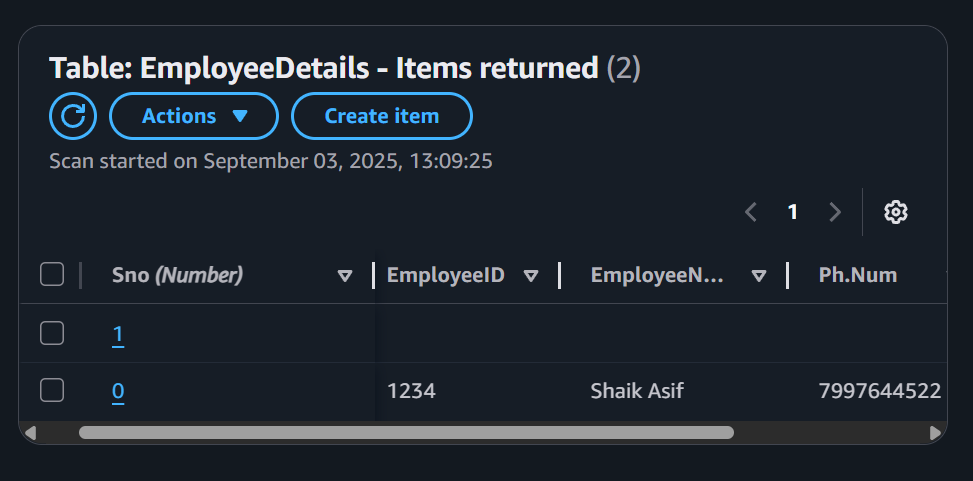 Table: EmployeeDetails - Items returned (2)
Actions Create item
Scan started on September 03, 2025, 13:09:25
1
Sno (Number) EmployeeID EmployeeN... Ph.Num
1
0 1234 Shaik Asif 7997644522